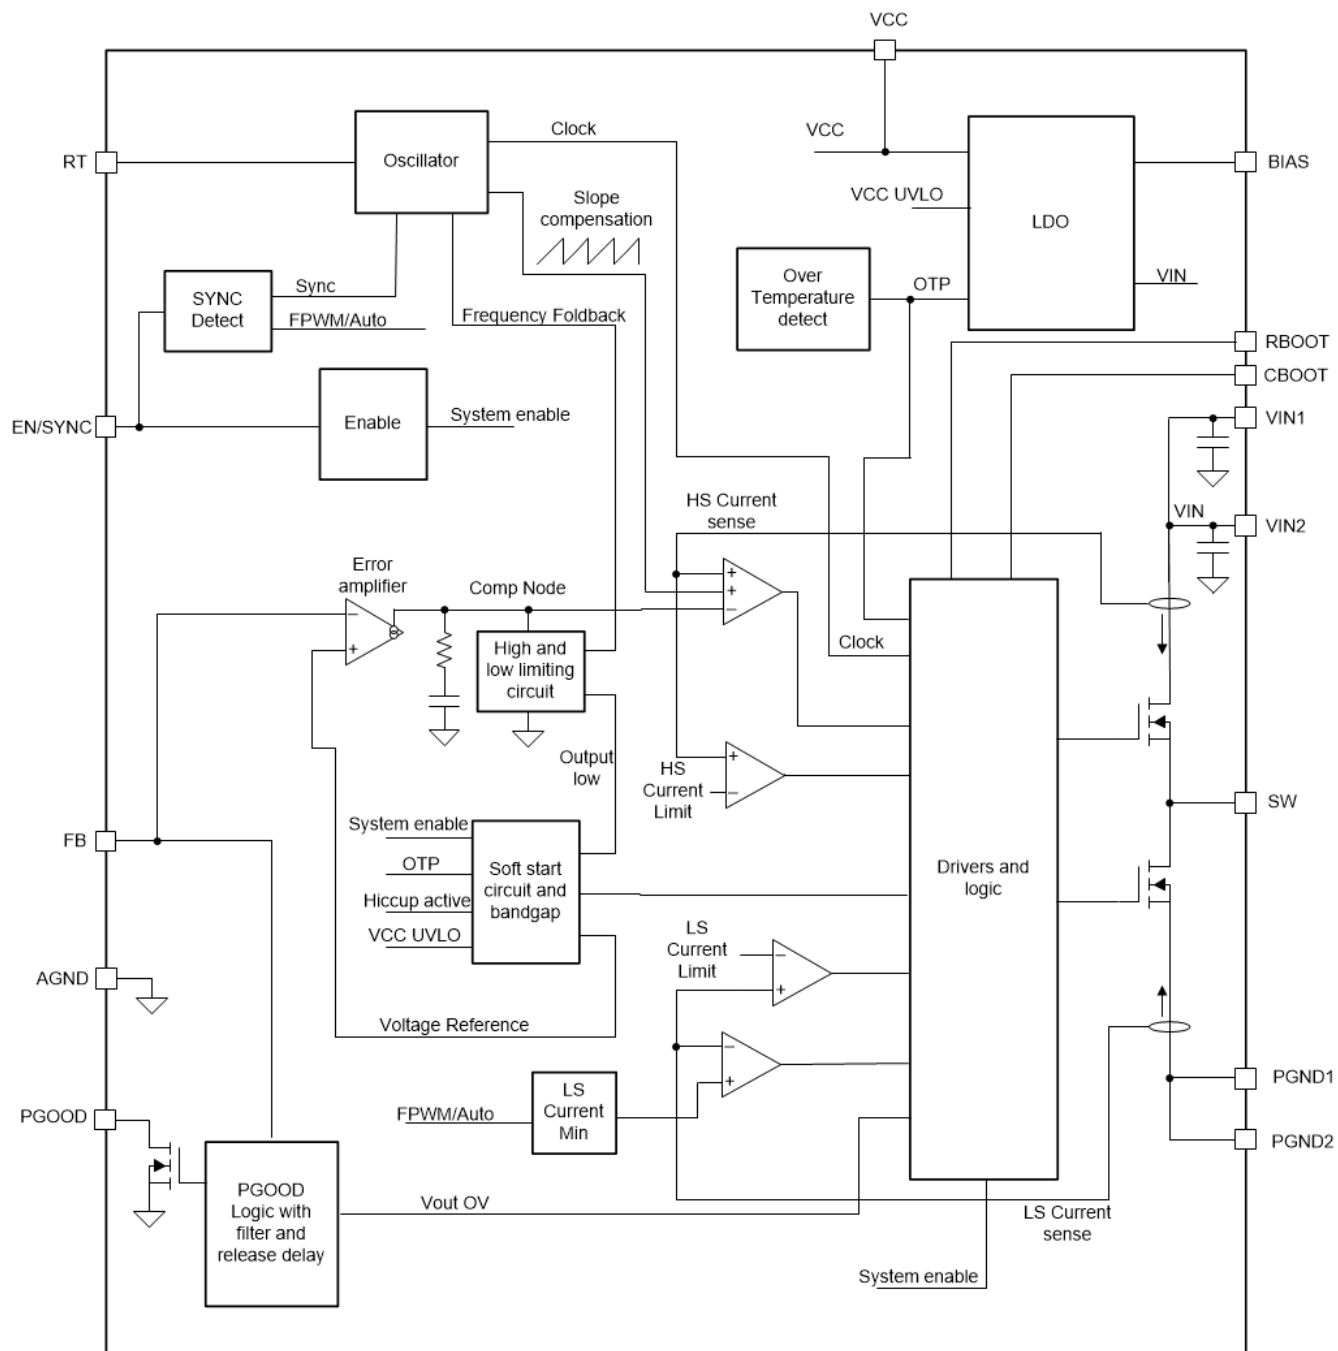 VCC
Clock
VCC
RT
Oscillator
BIAS
VCC UVLO
Slope
compensation
LDO
Over
Temperature
detect
OTP
VIN
SYNC
Detect
Sync
FPWM/Auto
Frequency Foldback
RBOOT
CBOOT
EN/SYNC
Enable
System enable
VIN1
HS Current
sense
VIN
VIN2
Error
amplifier
Comp Node
+
+
−
−
+
High and
low limiting
circuit
Clock
Output
low
+
−
HS
Current
Limit
SW
System enable
FB
OTP
Soft start
circuit and
bandgap
Drivers and
logic
Hiccup active
VCC UVLO
LS
Current
Limit
−
+
AGND
Voltage Reference
−
+
PGND1
LS
Current
Min
FPWM/Auto
PGOOD
PGND2
PGOOD
Logic with
filter and
release delay
Vout OV
LS Current
sense
System enable